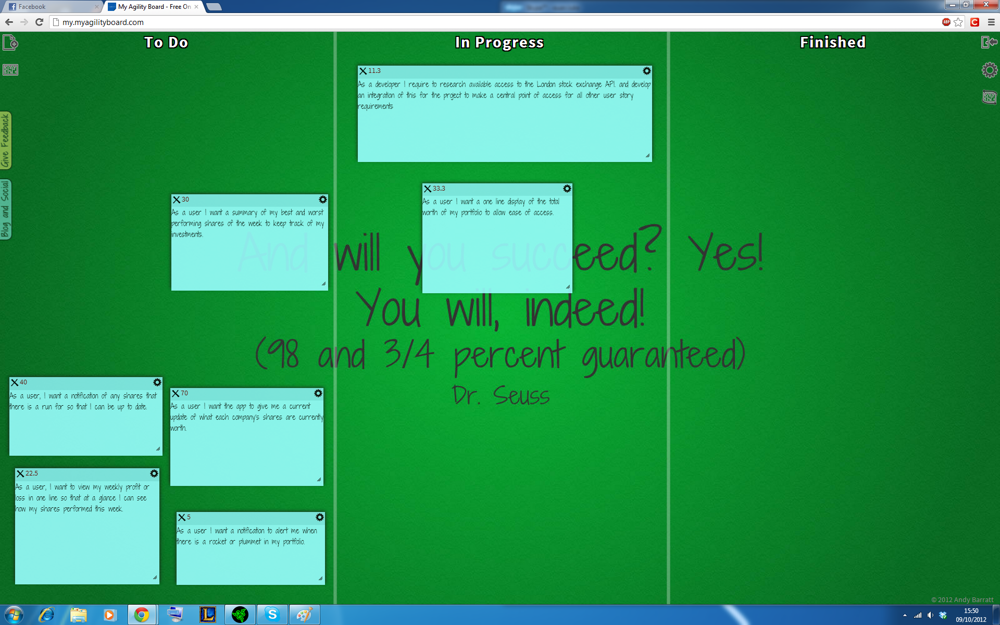 Facebook
My Agility Board - Free On
my.myagilityboard.com
ABP
To Do
In Progress
Finished
Give Feedback
Blog and Social
11.3
As a developer I require to research available access to the London stock exchange API. and develop
an integration of this for the project to make a central point of access for all other user story
requirements
33.3
As a user I want a one line display of the total
worth of my portfolio to allow ease of access.
30
As a user I want a summary of my best and worst
performing shares of the week to keep track of my
investments.
And will you succeed? Yes!
You will, indeed!
(98 and 3/4 percent guaranteed)
Dr. Seuss
40
As a user, I want a notification of any shares that
there is a run for so that I can be up to date.
70
As a user I want the app to give me a current
update of what each company's shares are currently
worth.
22.5
As a user, I want to view my weekly profit or
loss in one line so that at a glance I can see
how my shares performed this week.
5
As a user I want a notification to alert me when
there is a rocket or plummet in my portfolio.
© 2012 Andy Barratt
15:50
09/10/2012